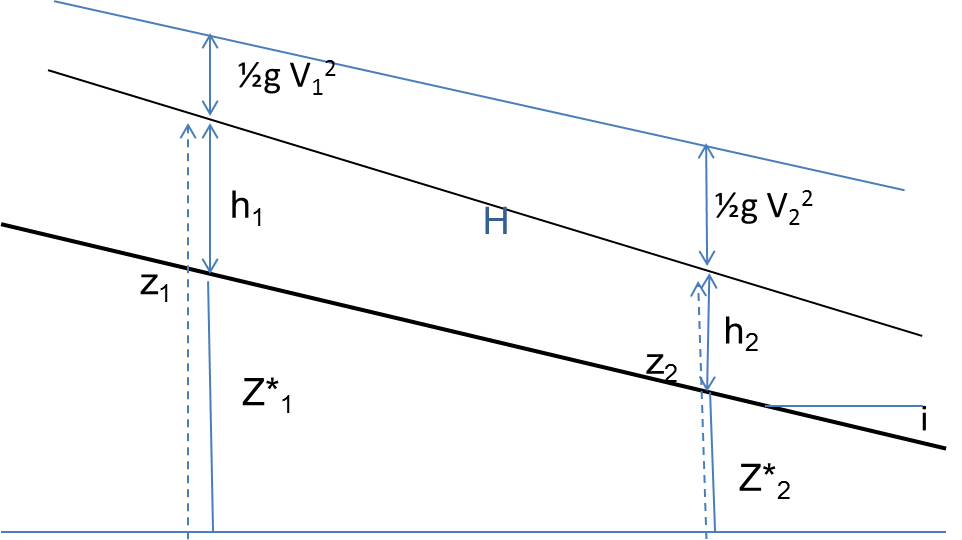 ½g V₁²
h₁
H
½g V₂²
z₁
h₂
z₂
Z*₁
i
Z*₂